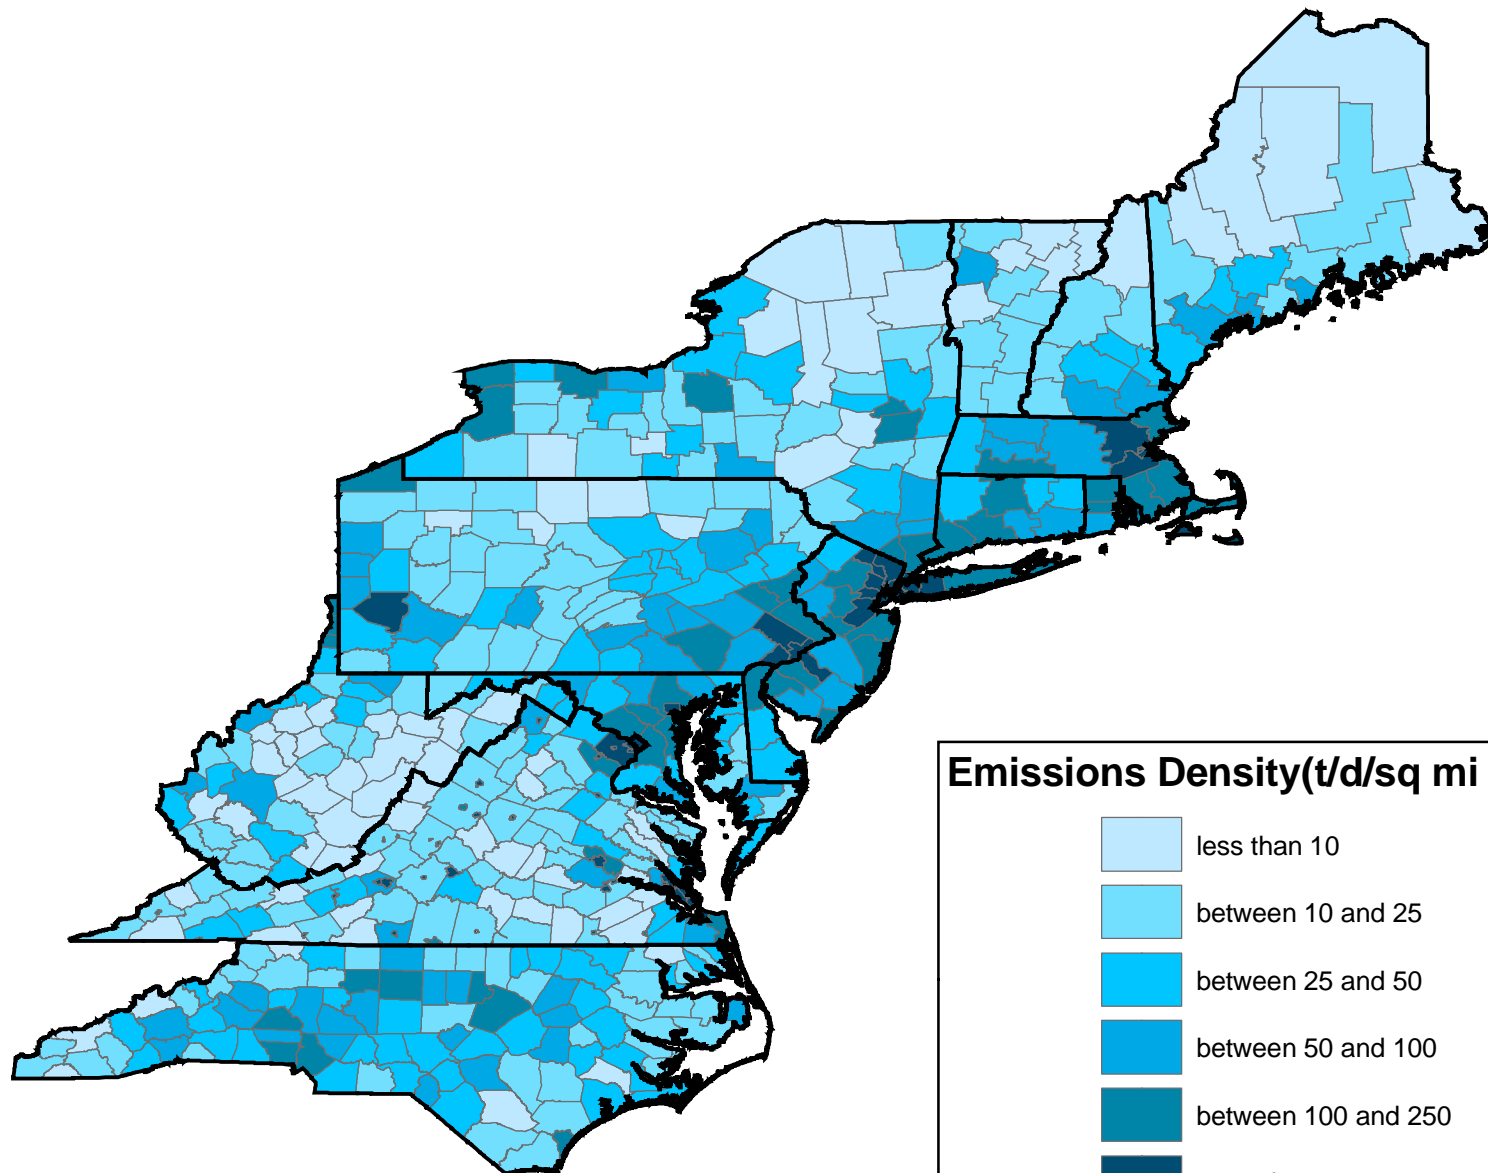 Emissions Density(t/d/sq mi
less than 10
between 10 and 25
between 25 and 50
between 50 and 100
between 100 and 250